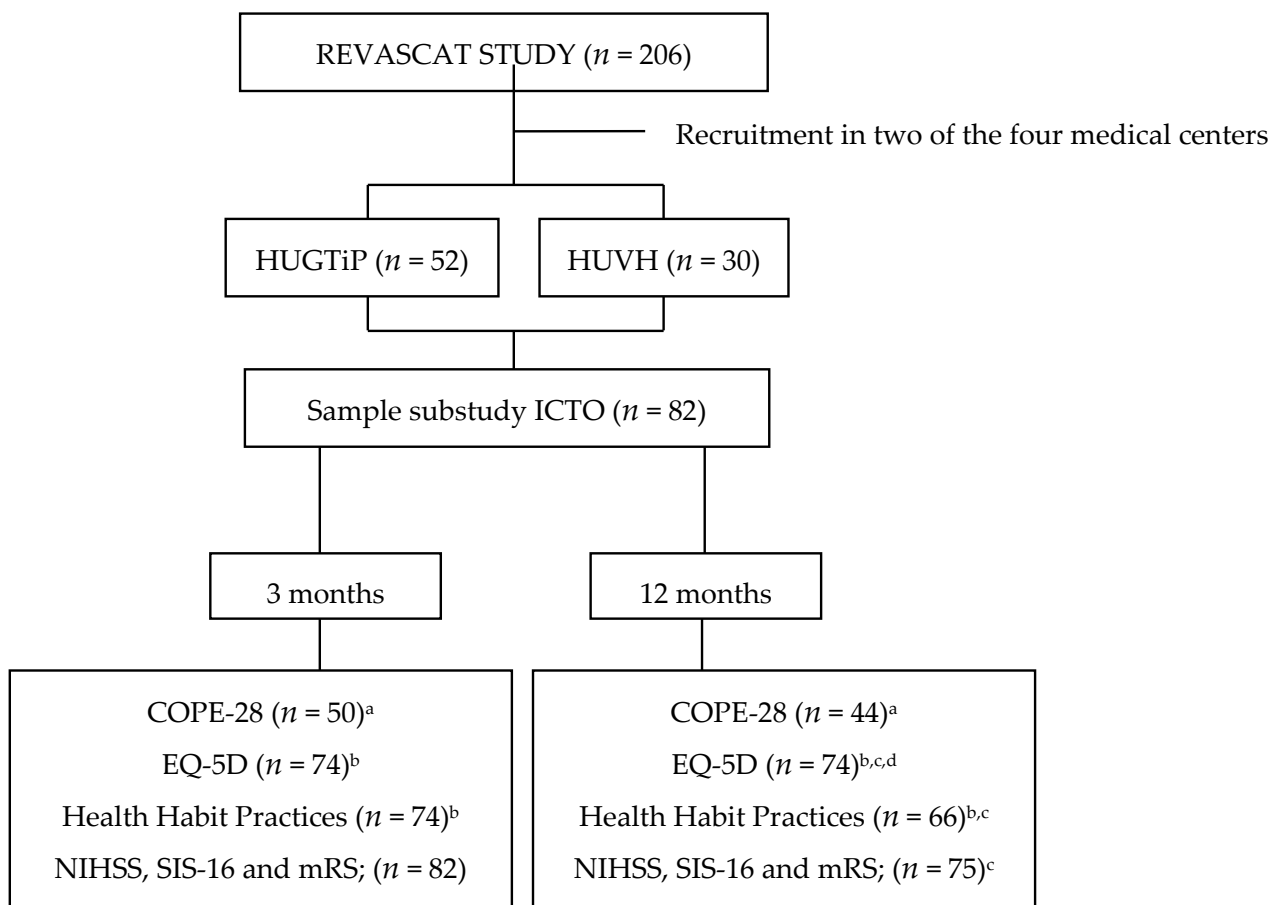 REVASCAT STUDY (n = 206)
Recruitment in two of the four medical centers
HUGTiP (n = 52)
HUVH (n = 30)
Sample substudy ICTO (n = 82)
3 months
12 months
COPE-28 (n = 50)ᵃ
EQ-5D (n = 74)ᵇ
Health Habit Practices (n = 74)ᵇ
NIHSS, SIS-16 and mRS; (n = 82)
COPE-28 (n = 44)ᵃ
EQ-5D (n = 74)ᵇ,ᶜ,ᵈ
Health Habit Practices (n = 66)ᵇ,ᶜ
NIHSS, SIS-16 and mRS; (n = 75)ᶜ